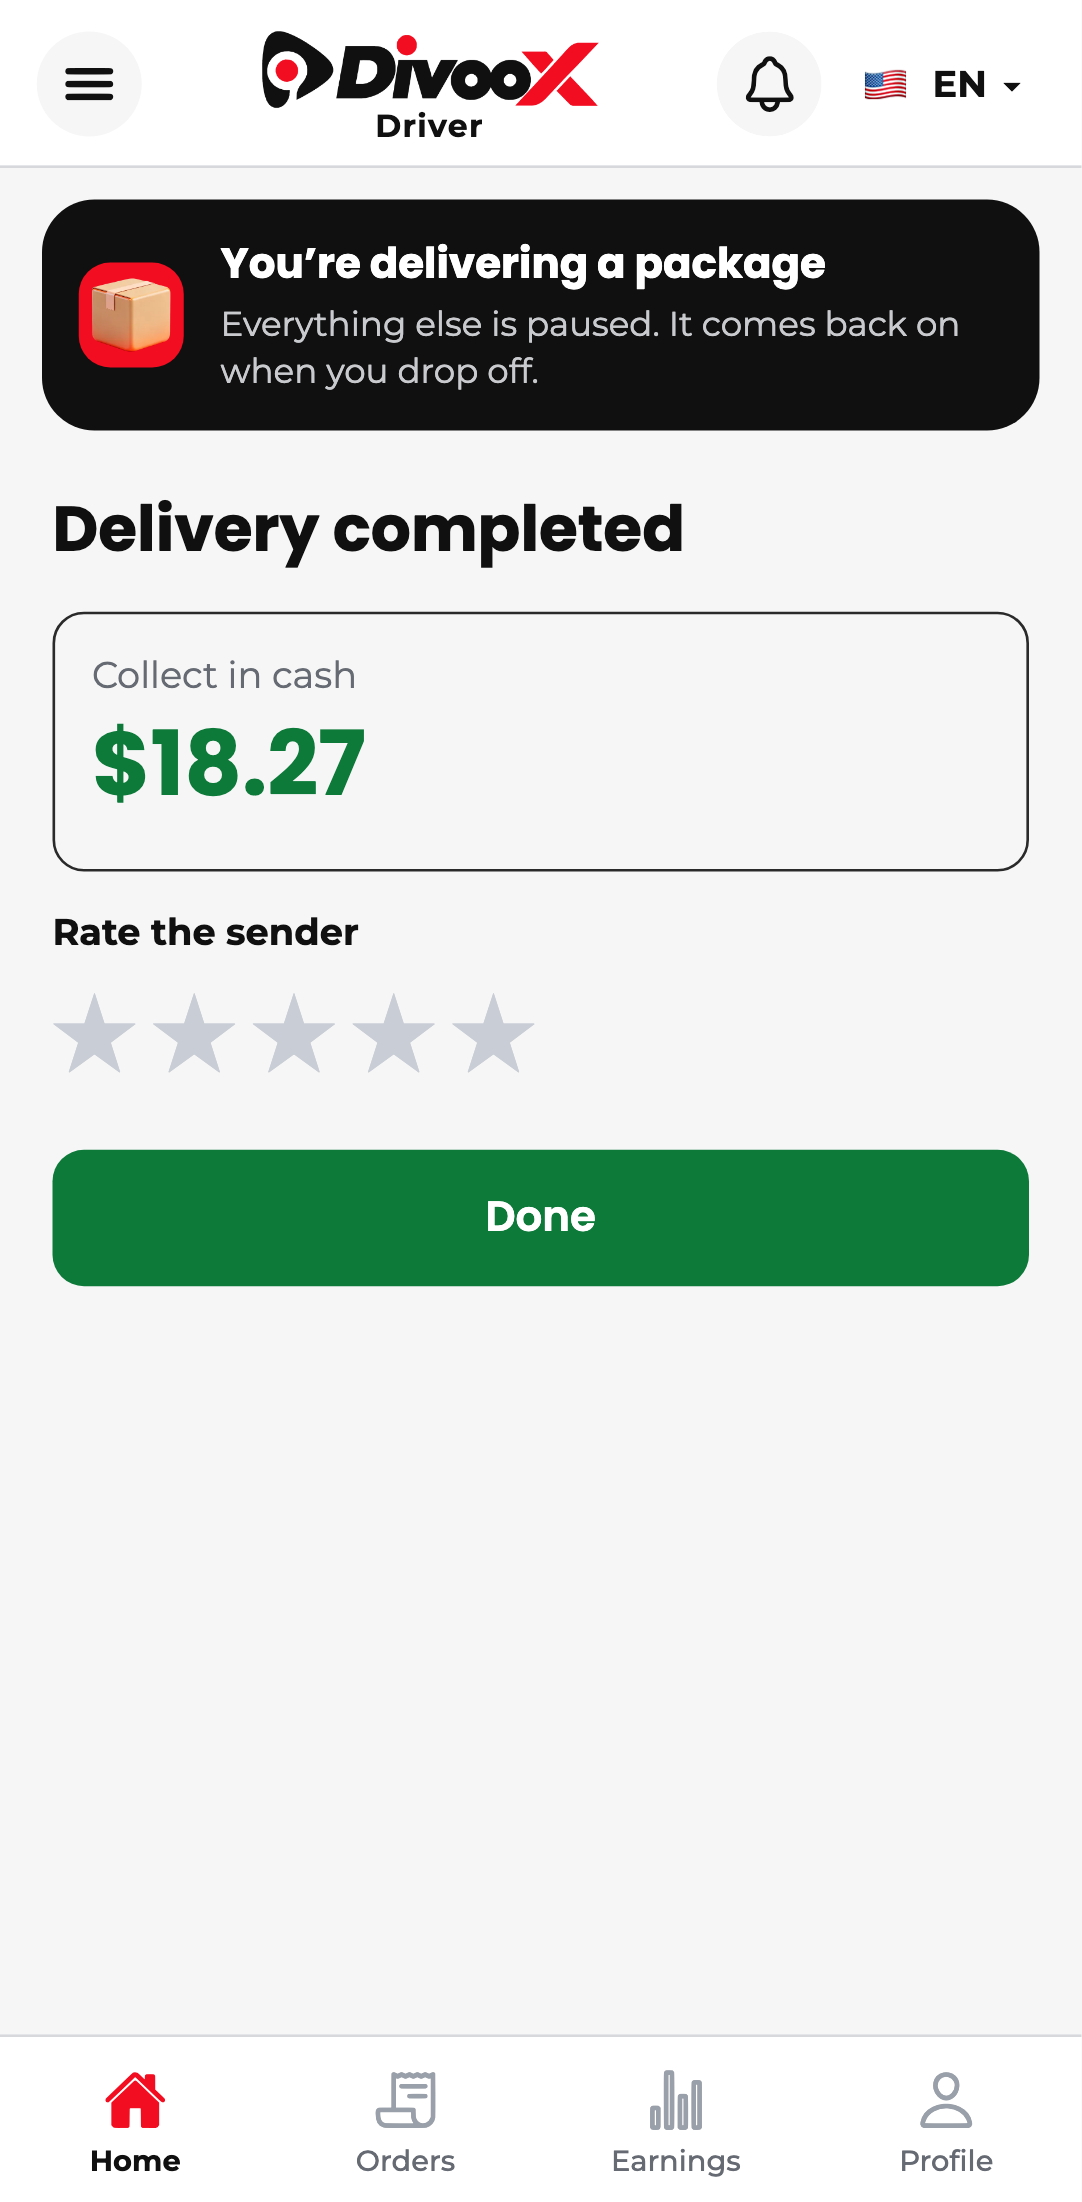 DivooX
Driver
EN
You’re delivering a package
Everything else is paused. It comes back on
when you drop off.
Delivery completed
Collect in cash
$18.27
Rate the sender
Done
Home
Orders
Earnings
Profile